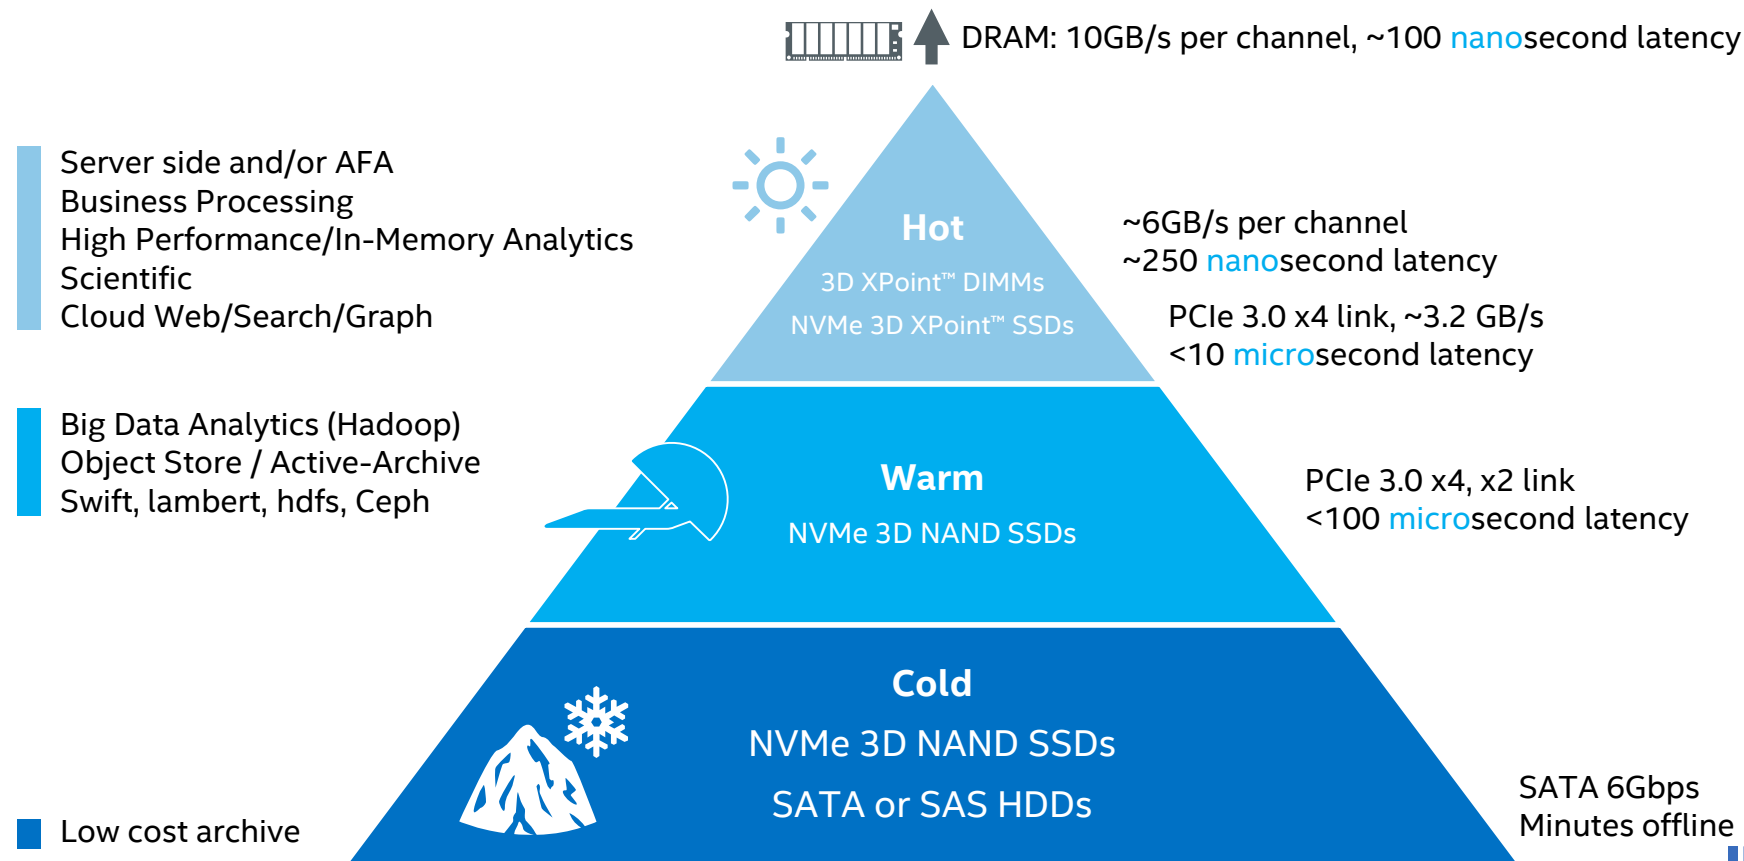 DRAM: 10GB/s per channel, ~100 nanosecond latency
Server side and/or AFA
Business Processing
High Performance/In-Memory Analytics
Scientific
Cloud Web/Search/Graph
Hot
3D XPoint™ DIMMs
NVMe 3D XPoint™ SSDs
~6GB/s per channel
~250 nanosecond latency
PCIe 3.0 x4 link, ~3.2 GB/s
<10 microsecond latency
Big Data Analytics (Hadoop)
Object Store / Active-Archive
Swift, lambert, hdfs, Ceph
Warm
NVMe 3D NAND SSDs
PCIe 3.0 x4, x2 link
<100 microsecond latency
Cold
NVMe 3D NAND SSDs
SATA or SAS HDDs
Low cost archive
SATA 6Gbps
Minutes offline